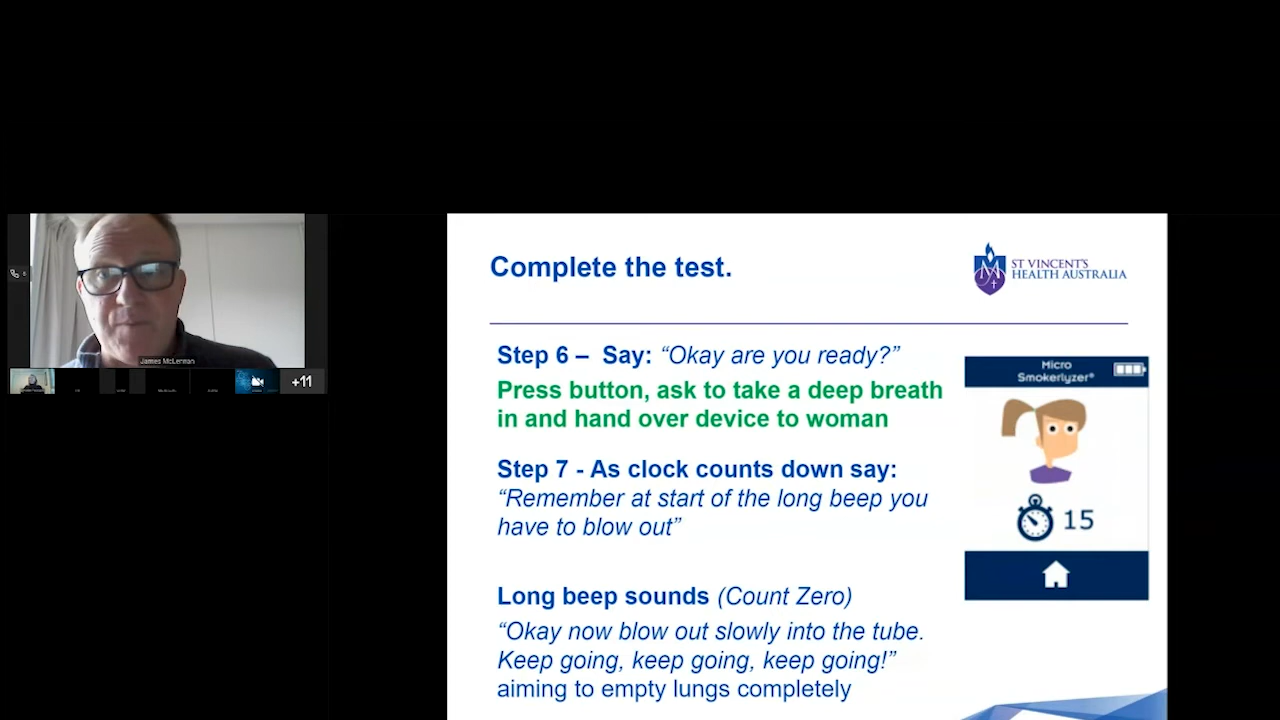 Complete the test.
ST VINCENT'S
HEALTH AUSTRALIA
Step 6 – Say: “Okay are you ready?”
Press button, ask to take a deep breath
in and hand over device to woman
Step 7 - As clock counts down say:
“Remember at start of the long beep you
have to blow out”
Long beep sounds (Count Zero)
“Okay now blow out slowly into the tube.
Keep going, keep going, keep going!”
aiming to empty lungs completely
Micro
Smokerlyzer®
15
James McLennan
+11